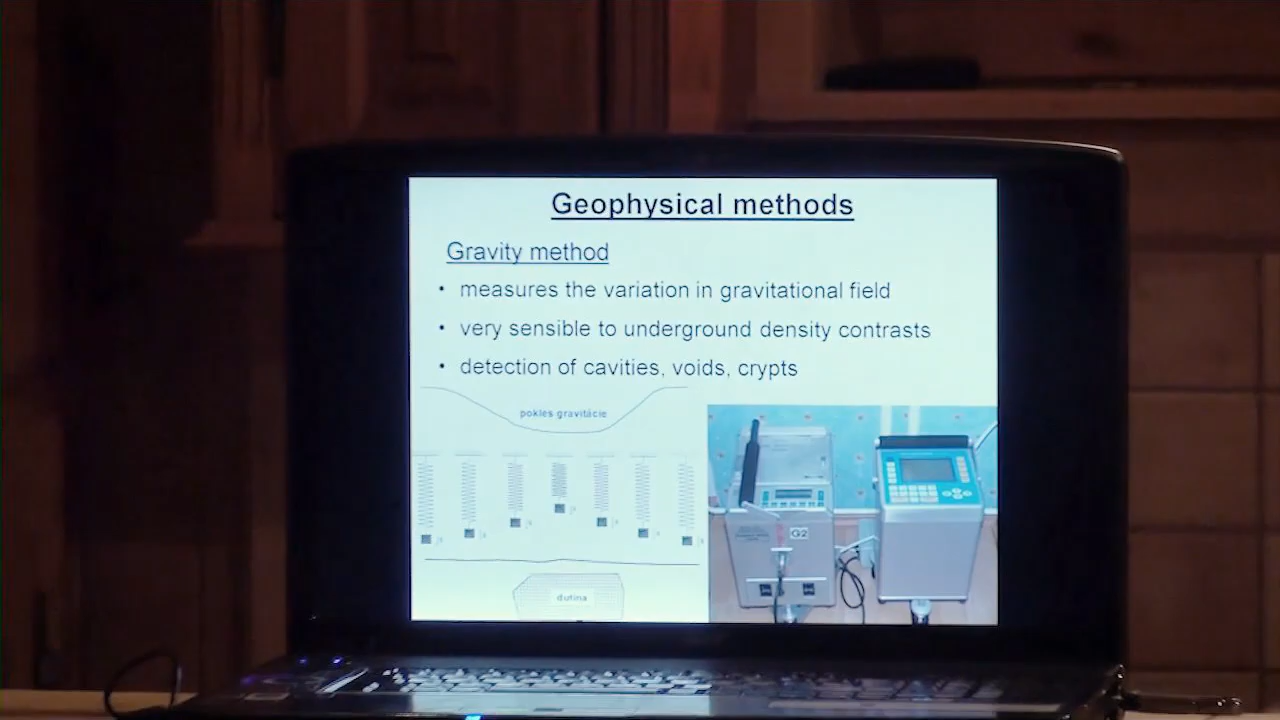 Geophysical methods
Gravity method
• measures the variation in gravitational field
• very sensible to underground density contrasts
• detection of cavities, voids, crypts
pokles gravitácie
G2
dutina